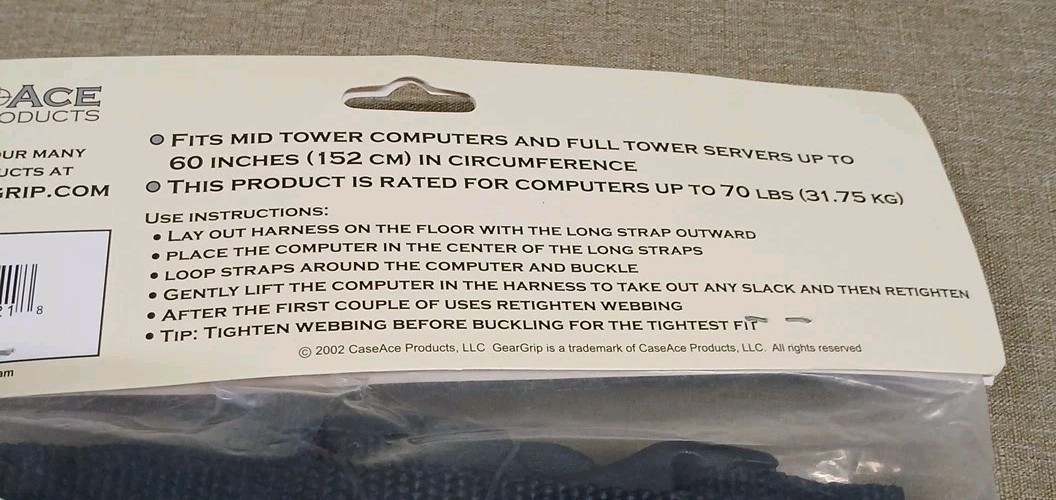 ACE
ODUCTS
UR MANY
UCTS AT
GRIP.COM
1 8
am
FITS MID TOWER COMPUTERS AND FULL TOWER SERVERS UP TO
60 INCHES (152 CM) IN CIRCUMFERENCE
THIS PRODUCT IS RATED FOR COMPUTERS UP TO 70 LBS (31.75 KG)
USE INSTRUCTIONS:
• LAY OUT HARNESS ON THE FLOOR WITH THE LONG STRAP OUTWARD
• PLACE THE COMPUTER IN THE CENTER OF THE LONG STRAPS
• LOOP STRAPS AROUND THE COMPUTER AND BUCKLE
• GENTLY LIFT THE COMPUTER IN THE HARNESS TO TAKE OUT ANY SLACK AND THEN RETIGHTEN
• AFTER THE FIRST COUPLE OF USES RETIGHTEN WEBBING
• TIP: TIGHTEN WEBBING BEFORE BUCKLING FOR THE TIGHTEST FIT
© 2002 CaseAce Products, LLC GearGrip is a trademark of CaseAce Products, LLC. All rights reserved